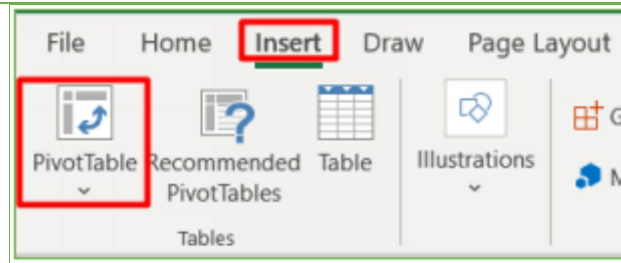 File Home Insert Draw Page Layout
PivotTable Recommended Table Illustrations
PivotTables
Tables